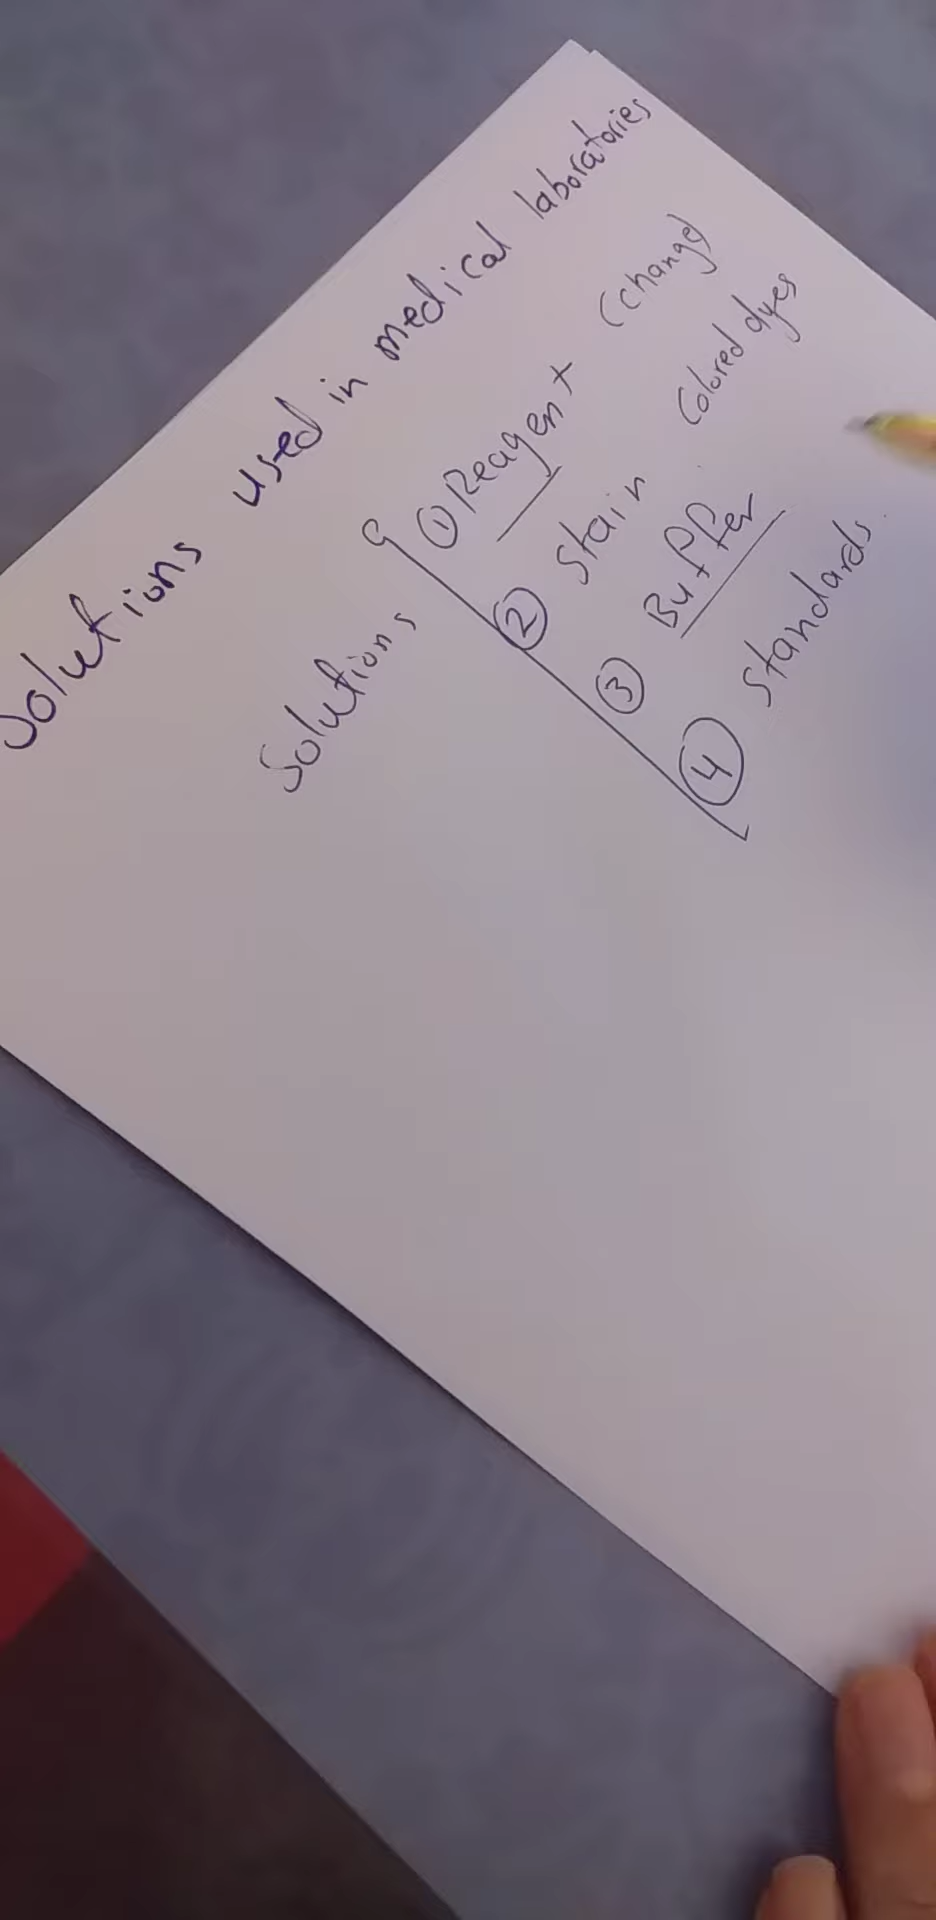 Solutions used in medical laboratories
Solutions
① Reagent (change)
② Stain Colored dyes
③ Buffer
④ standards.